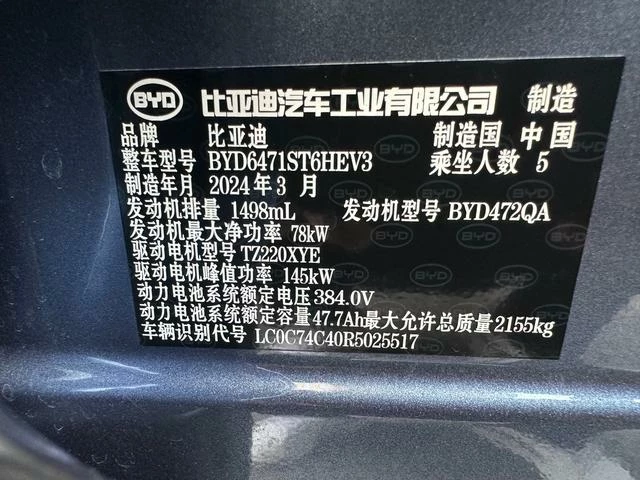 BYD 比亚迪汽车工业有限公司 制造
品牌 比亚迪 制造国 中国
整车型号 BYD6471ST6HEV3 乘坐人数 5
制造年月 2024年3月
发动机排量 1498mL 发动机型号 BYD472QA
发动机最大净功率 78kW
驱动电机型号 TZ220XYE
驱动电机峰值功率 145kW
动力电池系统额定电压 384.0V
动力电池系统额定容量 47.7Ah 最大允许总质量 2155kg
车辆识别代号 LC0C74C40R5025517